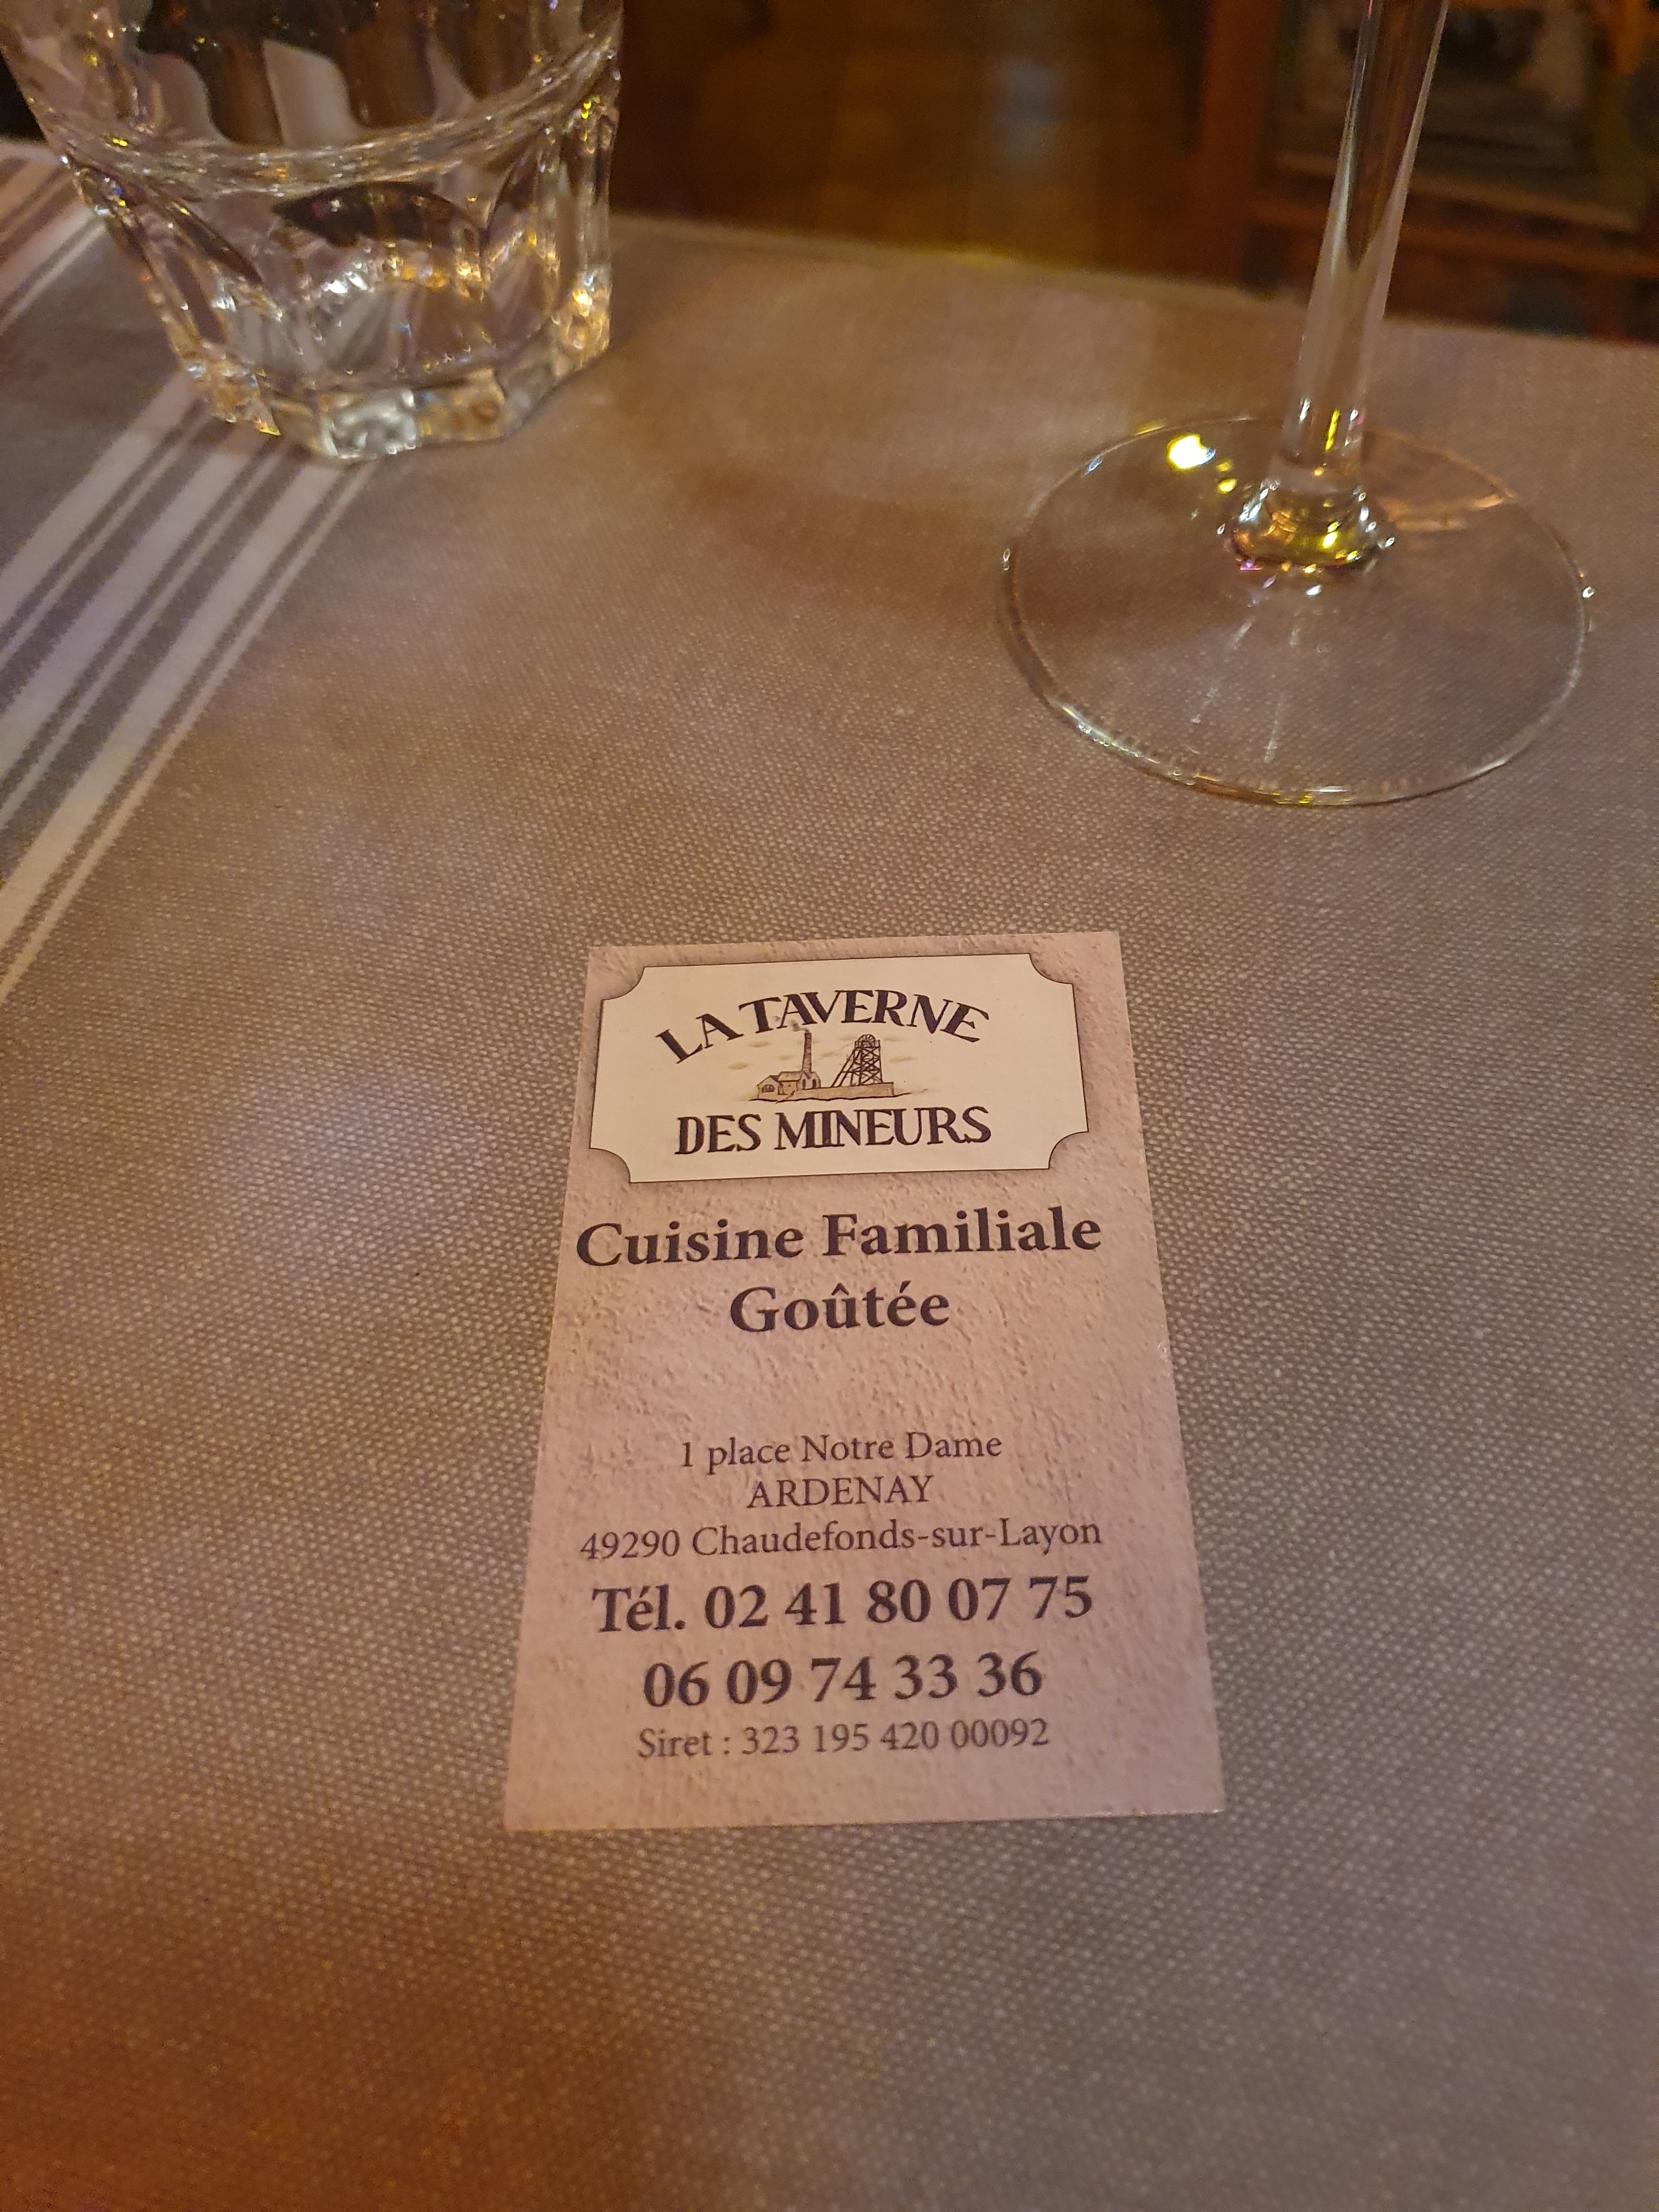 LA TAVERNE
DES MINEURS
Cuisine Familiale
Goûtée
1 place Notre Dame
ARDENAY
49290 Chaudefonds-sur-Layon
Tél. 02 41 80 07 75
06 09 74 33 36
Siret : 323 195 420 00092